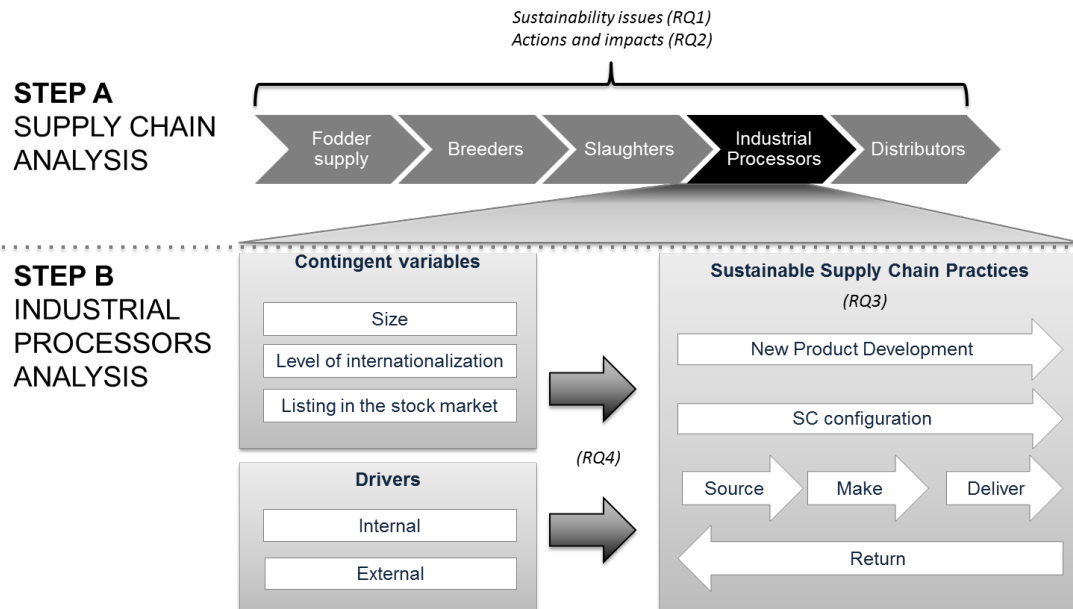 Sustainability issues (RQ1)
Actions and impacts (RQ2)
STEP A
SUPPLY CHAIN
ANALYSIS
Fodder
supply
Breeders
Slaughters
Industrial
Processors
Distributors
STEP B
INDUSTRIAL
PROCESSORS
ANALYSIS
Contingent variables
Size
Level of internationalization
Listing in the stock market
Drivers
Internal
External
(RQ4)
Sustainable Supply Chain Practices
(RQ3)
New Product Development
SC configuration
Source
Make
Deliver
Return